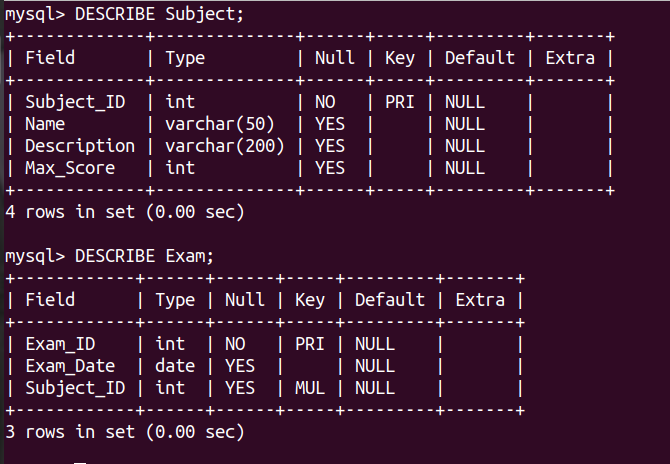 mysql> DESCRIBE Subject;
+-------------+--------------+------+-----+---------+-------+
| Field       | Type         | Null | Key | Default | Extra |
+-------------+--------------+------+-----+---------+-------+
| Subject_ID  | int          | NO   | PRI | NULL    |       |
| Name        | varchar(50)  | YES  |     | NULL    |       |
| Description | varchar(200) | YES  |     | NULL    |       |
| Max_Score   | int          | YES  |     | NULL    |       |
+-------------+--------------+------+-----+---------+-------+
4 rows in set (0.00 sec)

mysql> DESCRIBE Exam;
+------------+------+------+-----+---------+-------+
| Field      | Type | Null | Key | Default | Extra |
+------------+------+------+-----+---------+-------+
| Exam_ID    | int  | NO   | PRI | NULL    |       |
| Exam_Date  | date | YES  |     | NULL    |       |
| Subject_ID | int  | YES  | MUL | NULL    |       |
+------------+------+------+-----+---------+-------+
3 rows in set (0.00 sec)